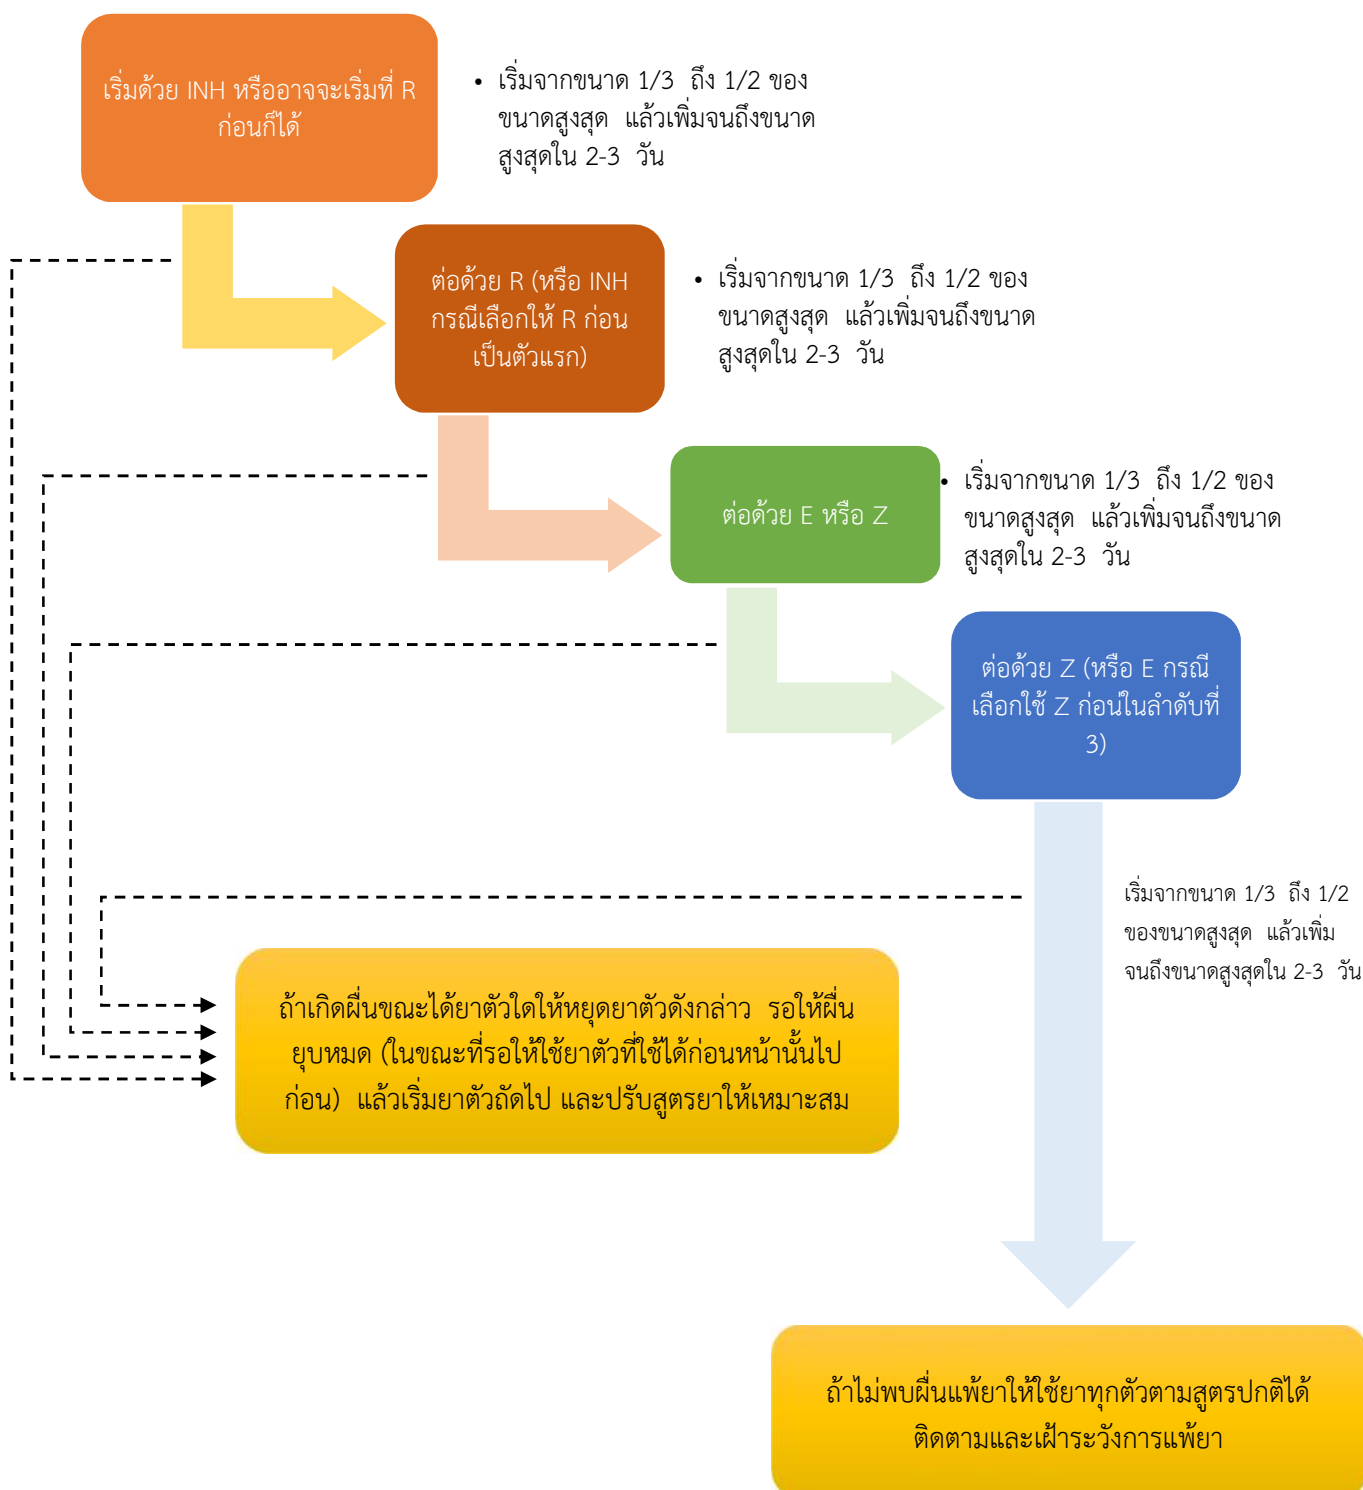 เริ่มด้วย INH หรืออาจจะเริ่มที่ R
ก่อนก็ได้
• เริ่มจากขนาด 1/3 ถึง 1/2 ของ
ขนาดสูงสุด แล้วเพิ่มจนถึงขนาด
สูงสุดใน 2-3 วัน
ต่อด้วย R (หรือ INH
กรณีเลือกให้ R ก่อน
เป็นตัวแรก)
• เริ่มจากขนาด 1/3 ถึง 1/2 ของ
ขนาดสูงสุด แล้วเพิ่มจนถึงขนาด
สูงสุดใน 2-3 วัน
ต่อด้วย E หรือ Z
• เริ่มจากขนาด 1/3 ถึง 1/2 ของ
ขนาดสูงสุด แล้วเพิ่มจนถึงขนาด
สูงสุดใน 2-3 วัน
ต่อด้วย Z (หรือ E กรณี
เลือกใช้ Z ก่อนในลำดับที่
3)
เริ่มจากขนาด 1/3 ถึง 1/2
ของขนาดสูงสุด แล้วเพิ่ม
จนถึงขนาดสูงสุดใน 2-3 วัน
ถ้าเกิดผื่นขณะได้ยาตัวใดให้หยุดยาตัวดังกล่าว รอให้ผื่น
ยุบหมด (ในขณะที่รอให้ใช้ยาตัวที่ใช้ได้ก่อนหน้านั้นไป
ก่อน) แล้วเริ่มยาตัวถัดไป และปรับสูตรยาให้เหมาะสม
ถ้าไม่พบผื่นแพ้ยาให้ใช้ยาทุกตัวตามสูตรปกติได้
ติดตามและเฝ้าระวังการแพ้ยา